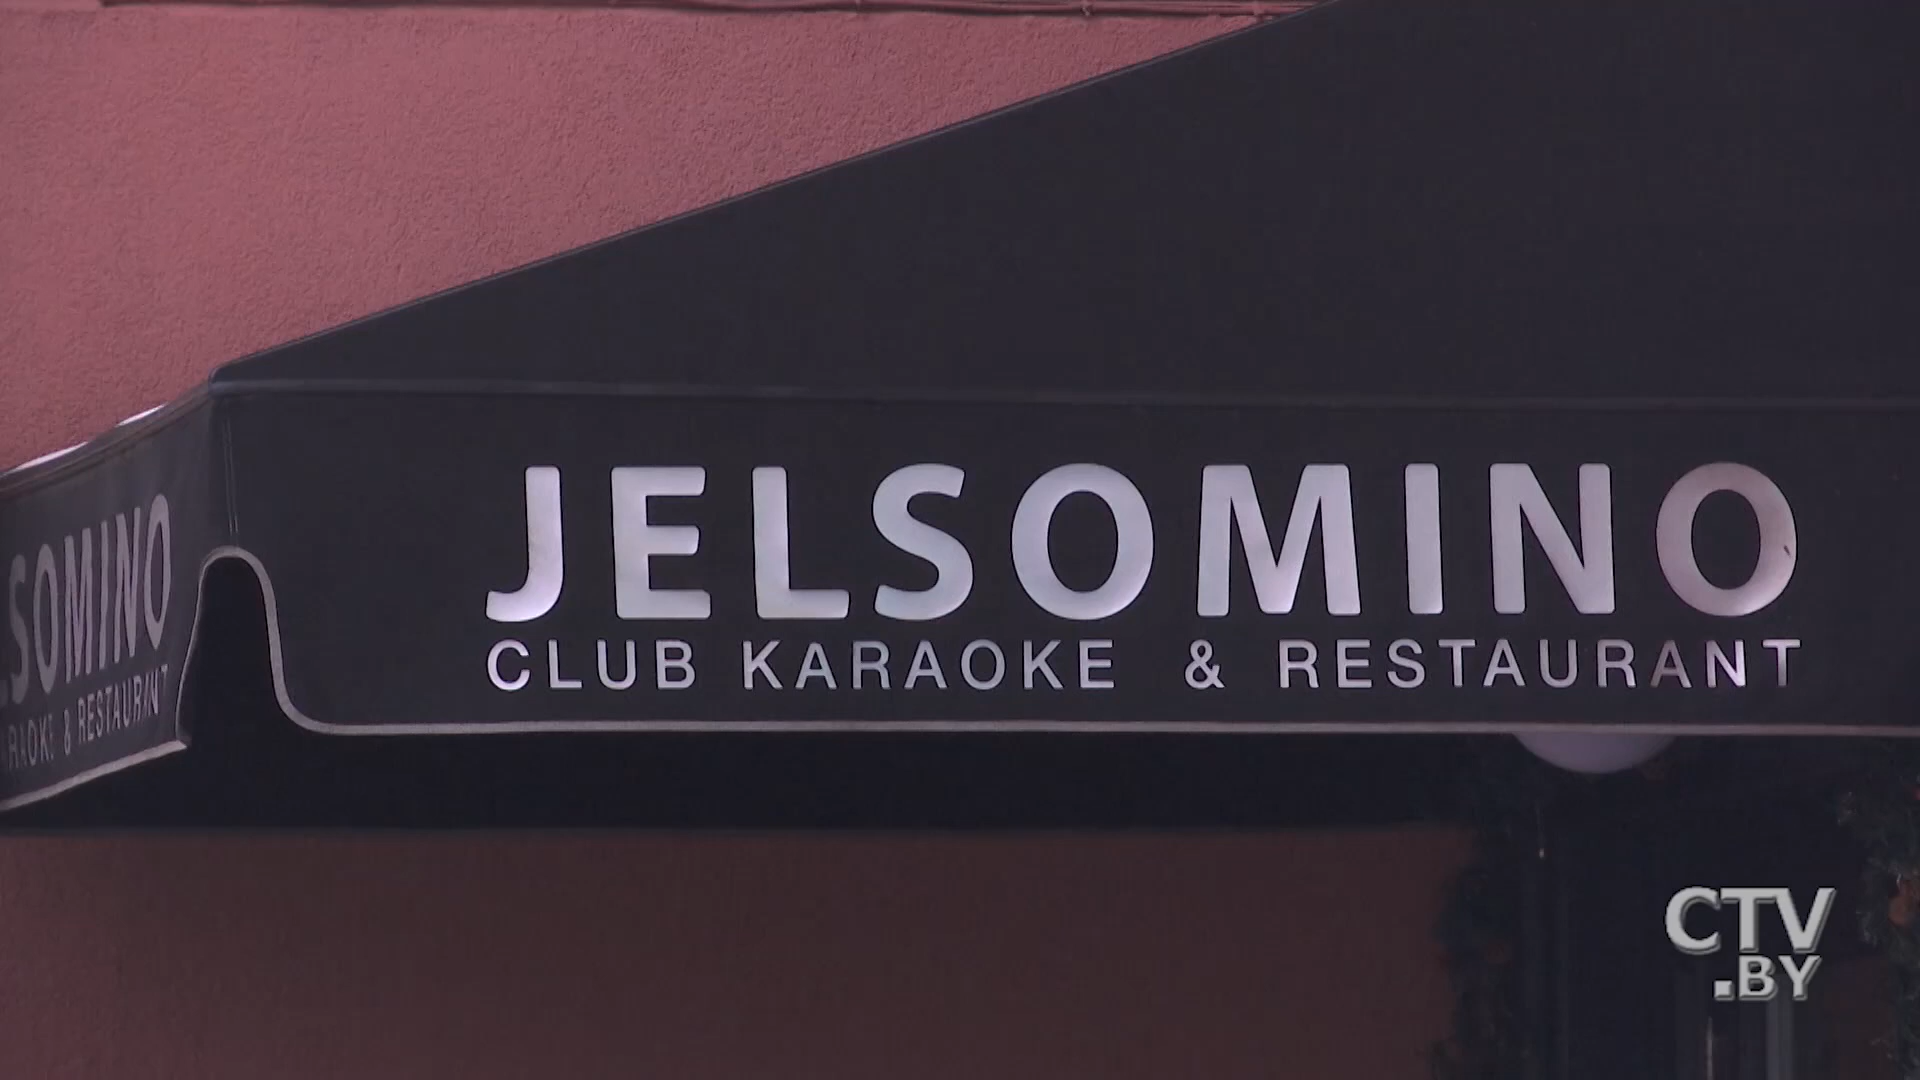 JELSOMINO
CLUB KARAOKE & RESTAURANT
SOMINO
& RESTAURANT
CTV
.BY